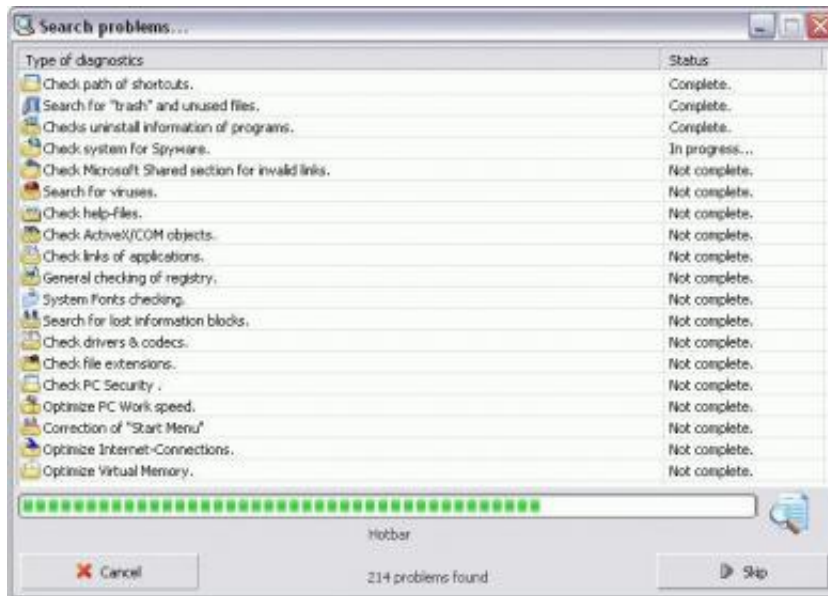 Search problems...
Type of diagnostics Status
Check path of shortcuts. Complete.
Search for "trash" and unused files. Complete.
Checks uninstall information of programs. Complete.
Check system for Spyware. In progress...
Check Microsoft Shared section for invalid links. Not complete.
Search for viruses. Not complete.
Check help-files. Not complete.
Check ActiveX/COM objects. Not complete.
Check links of applications. Not complete.
General checking of registry. Not complete.
System Fonts checking. Not complete.
Search for lost information blocks. Not complete.
Check drivers & codecs. Not complete.
Check file extensions. Not complete.
Check PC Security . Not complete.
Optimize PC Work speed. Not complete.
Correction of "Start Menu" Not complete.
Optimize Internet-Connections. Not complete.
Optimize Virtual Memory. Not complete.
Hotbar
Cancel 214 problems found Skip